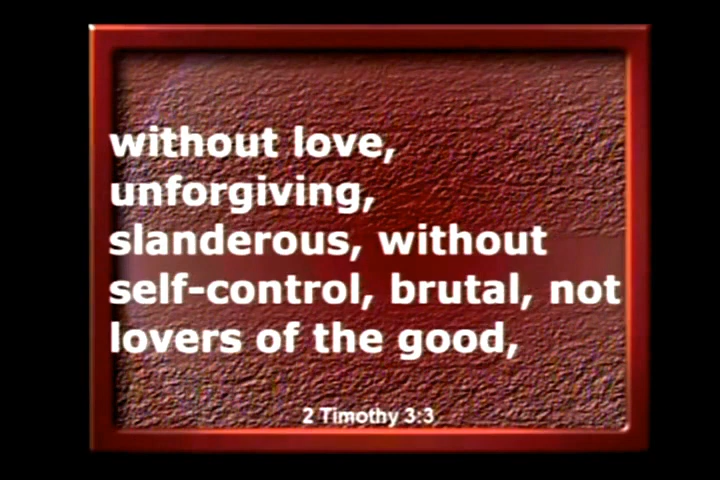 without love,
unforgiving,
slanderous, without
self-control, brutal, not
lovers of the good,
2 Timothy 3:3